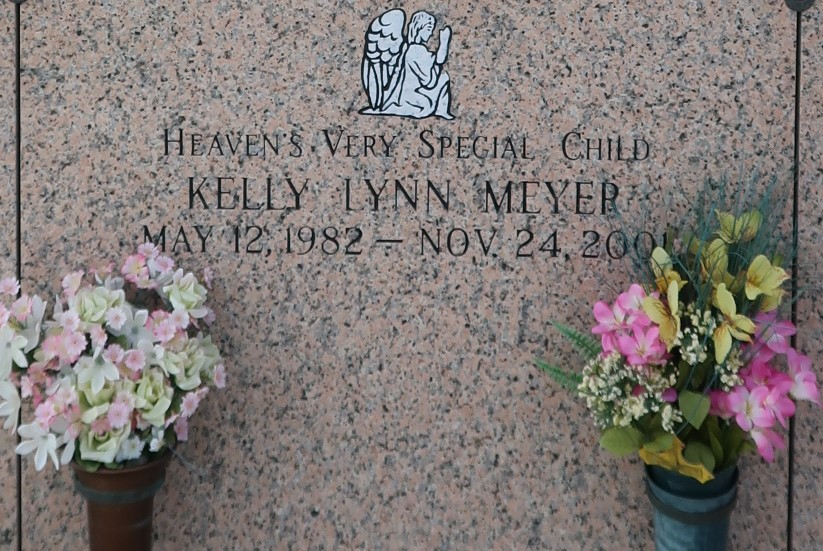 HEAVEN'S VERY SPECIAL CHILD
KELLY LYNN MEYER
MAY 12, 1982 – NOV. 24,